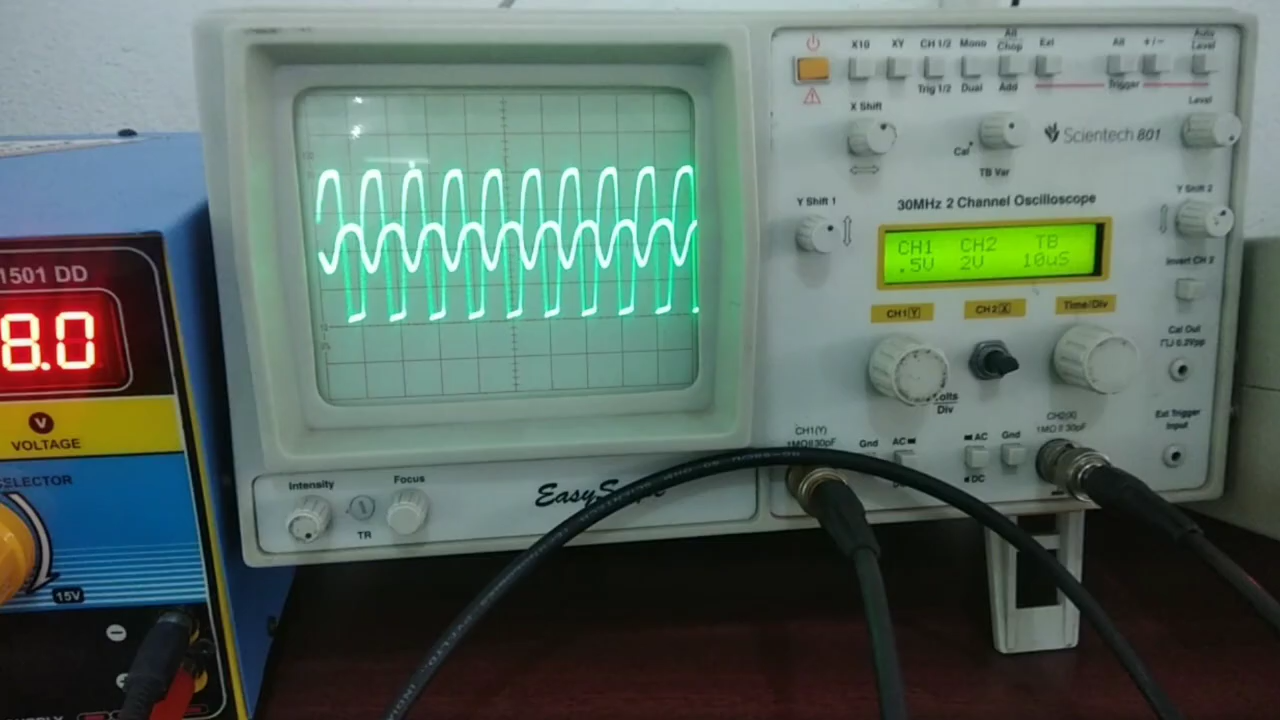 1501 DD
8.0
V
VOLTAGE
SELECTOR
15V
X10
XY
CH 1/2
Mono
Alt
Chop
Ext
Alt
+/-
Auto
Level
Trig 1/2
Dual
Add
Trigger
X Shift
Level
Cal
TB Var
Scientech 801
Y Shift 1
30MHz 2 Channel Oscilloscope
Y Shift 2
CH1 CH2 TB
.5V 2V 10uS
Invert CH 2
CH1(Y)
CH2(X)
Time/Div
Cal Out
0.2Vpp
Volts
Div
CH1(Y)
1MΩ II 30pF
CH2(X)
1MΩ II 30pF
Gnd
AC
AC
Gnd
DC
Ext Trigger
Input
Intensity
Focus
TR